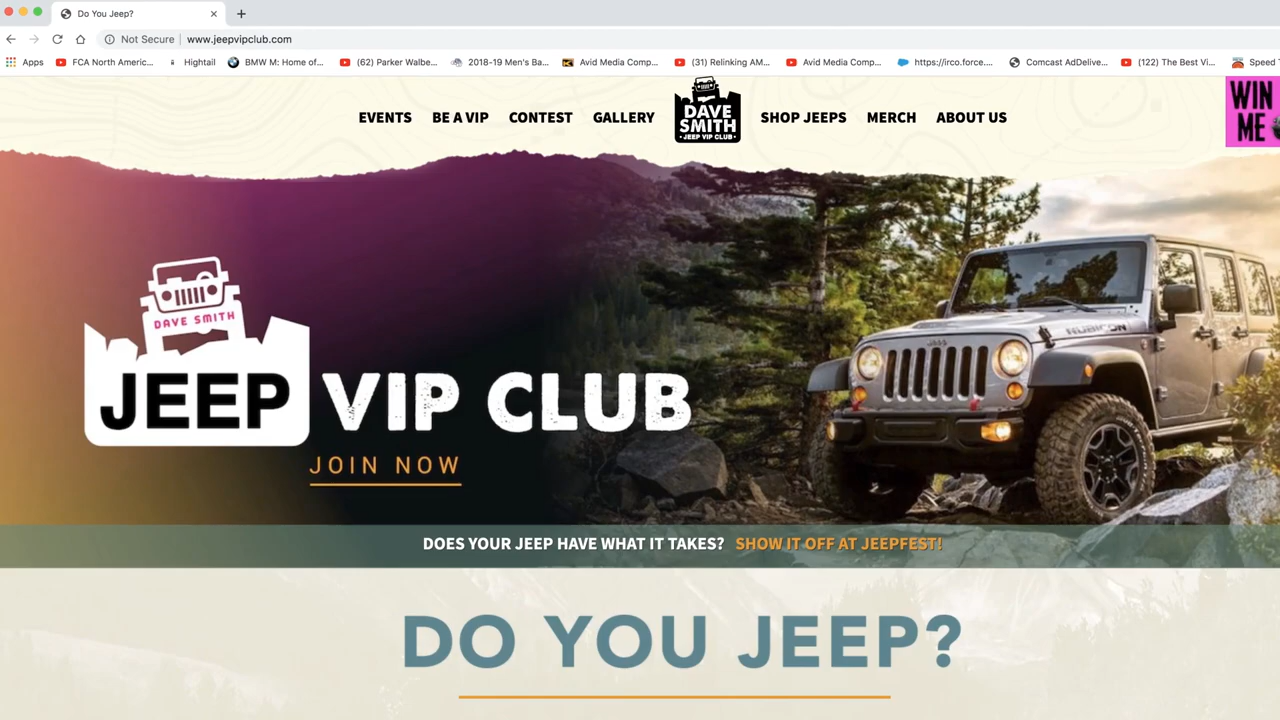 Do You Jeep?
Not Secure | www.jeepvipclub.com
Apps FCA North Americ... Hightail BMW M: Home of... (62) Parker Walbe... 2018-19 Men's Ba... Avid Media Comp... (31) Relinking AM... Avid Media Comp... https://irco.force.... Comcast AdDelive... (122) The Best Vi... Speed
EVENTS BE A VIP CONTEST GALLERY DAVE SMITH JEEP VIP CLUB SHOP JEEPS MERCH ABOUT US
WIN
ME
DAVE SMITH
JEEP VIP CLUB
JOIN NOW
Jeep
RUBICON
DOES YOUR JEEP HAVE WHAT IT TAKES? SHOW IT OFF AT JEEPFEST!
DO YOU JEEP?